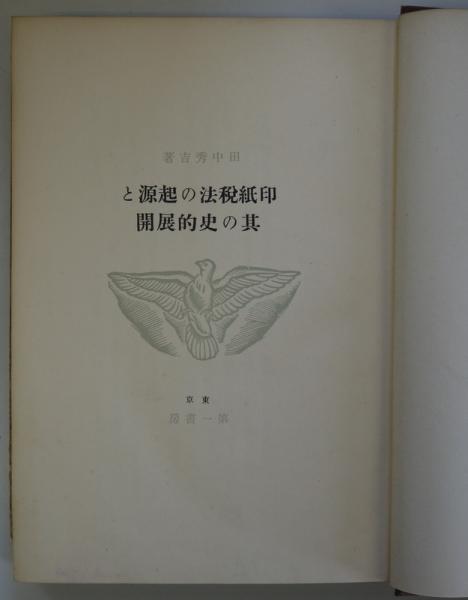 田中秀吉著
印紙税法の起源と
其の史的展開
東京
第一書房